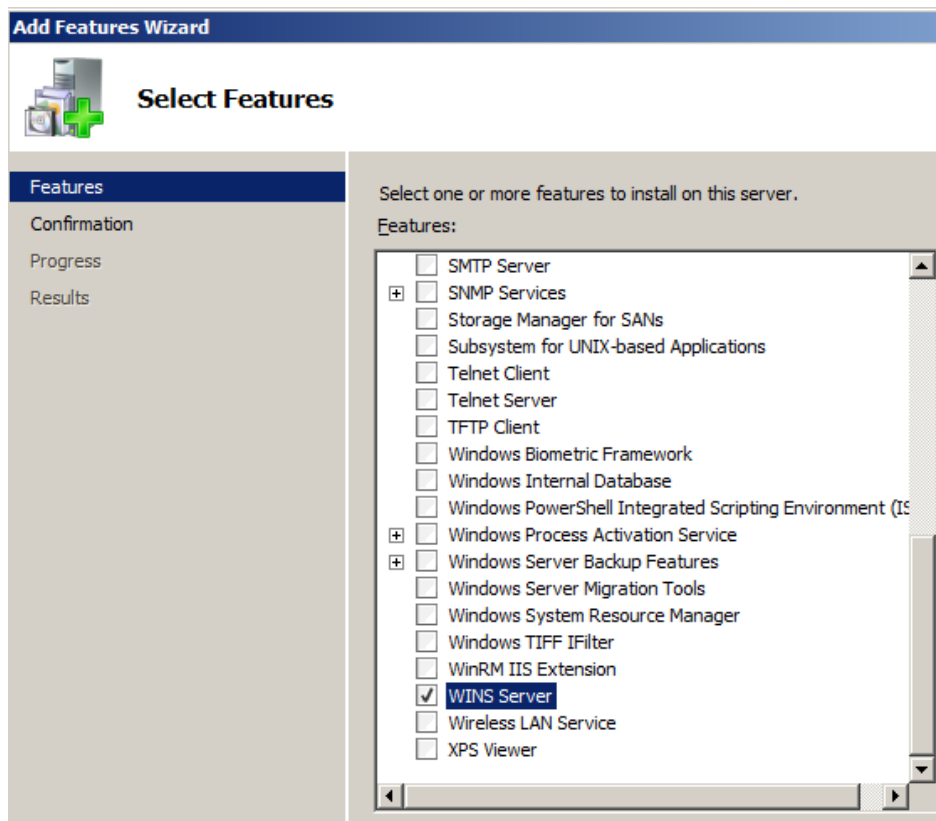 Add Features Wizard
Select Features
Features
Confirmation
Progress
Results
Select one or more features to install on this server.
Features:
SMTP Server
SNMP Services
Storage Manager for SANs
Subsystem for UNIX-based Applications
Telnet Client
Telnet Server
TFTP Client
Windows Biometric Framework
Windows Internal Database
Windows PowerShell Integrated Scripting Environment (IS
Windows Process Activation Service
Windows Server Backup Features
Windows Server Migration Tools
Windows System Resource Manager
Windows TIFF IFilter
WinRM IIS Extension
WINS Server
Wireless LAN Service
XPS Viewer